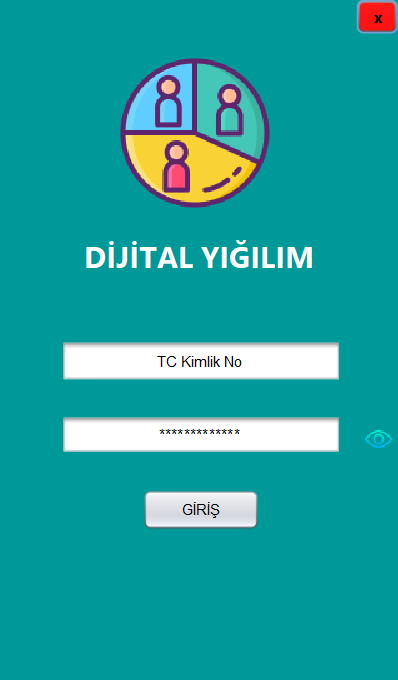 x
DİJİTAL YIĞILIM
TC Kimlik No
*************
GİRİŞ